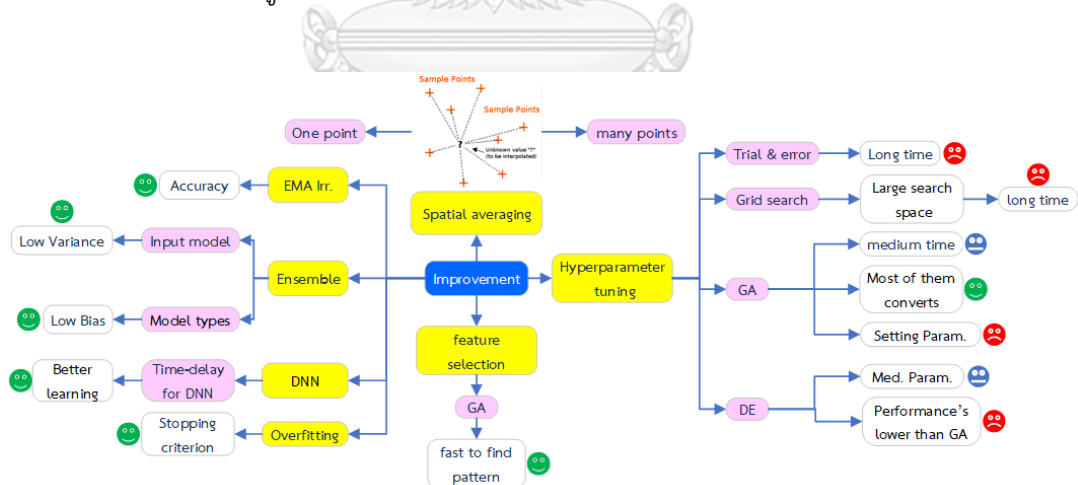 Sample Points
Sample Points
?
Unknown value "?"
(to be interpolated)
One point
many points
Spatial averaging
Improvement
EMA Irr.
Accuracy
Ensemble
Input model
Low Variance
Model types
Low Bias
DNN
Time-delay
for DNN
Better
learning
Overfitting
Stopping
criterion
feature
selection
GA
fast to find
pattern
Hyperparameter
tuning
Trial & error
Long time
Grid search
Large search
space
long time
GA
medium time
Most of them
converts
Setting Param.
DE
Med. Param.
Performance's
lower than GA